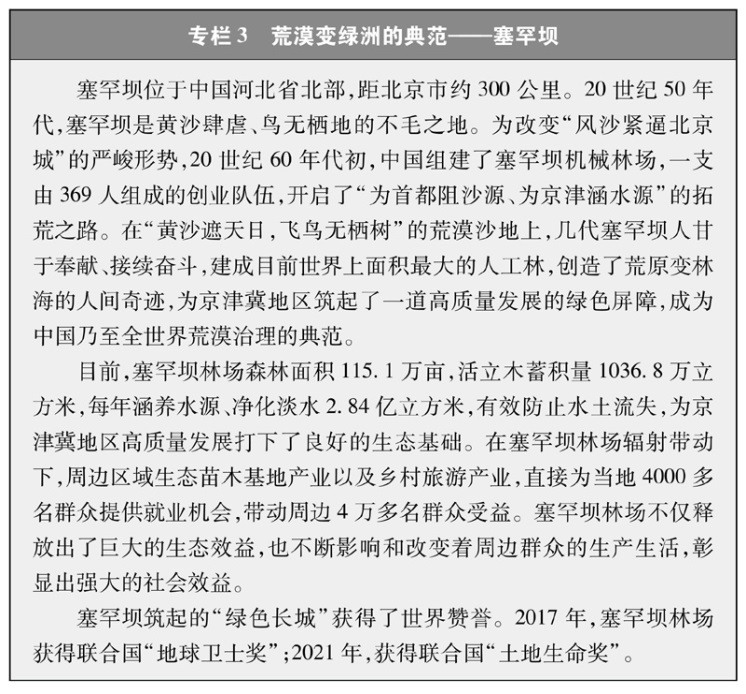 专栏 3 荒漠变绿洲的典范——塞罕坝
塞罕坝位于中国河北省北部，距北京市约 300 公里。20 世纪 50 年
代，塞罕坝是黄沙肆虐、鸟无栖地的不毛之地。为改变“风沙紧逼北京
城”的严峻形势，20 世纪 60 年代初，中国组建了塞罕坝机械林场，一支
由 369 人组成的创业队伍，开启了“为首都阻沙源、为京津涵水源”的拓
荒之路。在“黄沙遮天日，飞鸟无栖树”的荒漠沙地上，几代塞罕坝人甘
于奉献、接续奋斗，建成目前世界上面积最大的人工林，创造了荒原变林
海的人间奇迹，为京津冀地区筑起了一道高质量发展的绿色屏障，成为
中国乃至全世界荒漠治理的典范。
目前，塞罕坝林场森林面积 115. 1 万亩，活立木蓄积量 1036. 8 万立
方米，每年涵养水源、净化淡水 2. 84 亿立方米，有效防止水土流失，为京
津冀地区高质量发展打下了良好的生态基础。在塞罕坝林场辐射带动
下，周边区域生态苗木基地产业以及乡村旅游产业，直接为当地 4000 多
名群众提供就业机会，带动周边 4 万多名群众受益。塞罕坝林场不仅释
放出了巨大的生态效益，也不断影响和改变着周边群众的生产生活，彰
显出强大的社会效益。
塞罕坝筑起的“绿色长城”获得了世界赞誉。2017 年，塞罕坝林场
获得联合国“地球卫士奖”；2021 年，获得联合国“土地生命奖”。